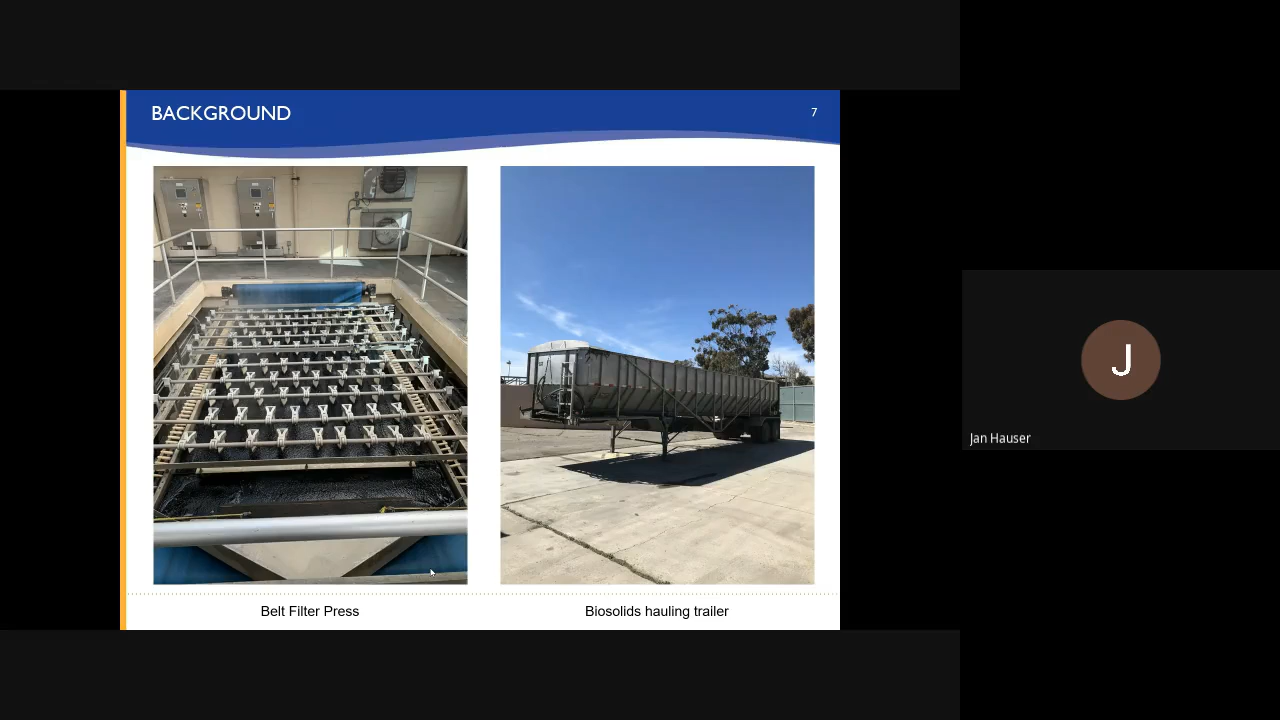 BACKGROUND
7
J
Jan Hauser
Belt Filter Press
Biosolids hauling trailer